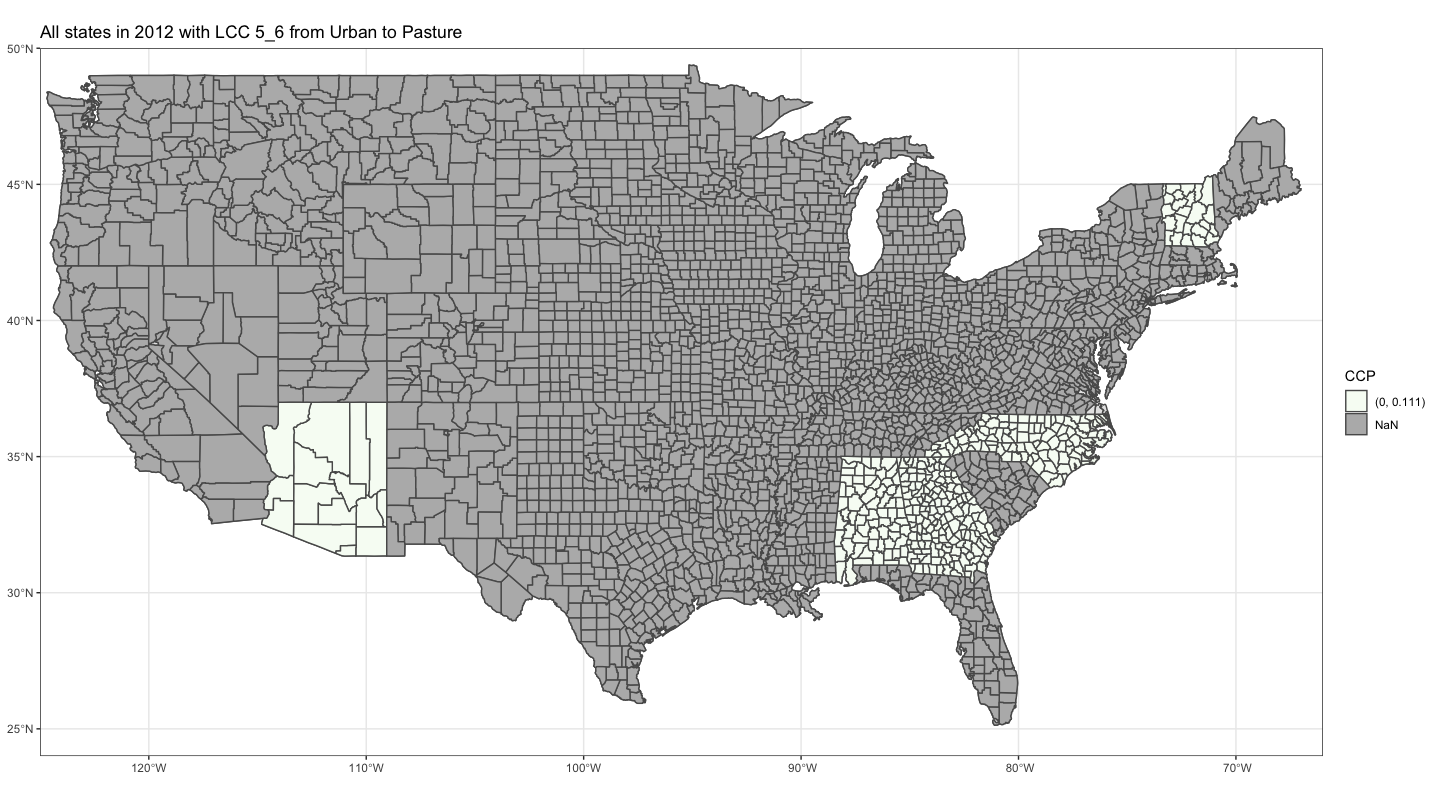 All states in 2012 with LCC 5_6 from Urban to Pasture
50°N
45°N
40°N
35°N
30°N
25°N
120°W
110°W
100°W
90°W
80°W
70°W
CCP
(0, 0.111)
NaN